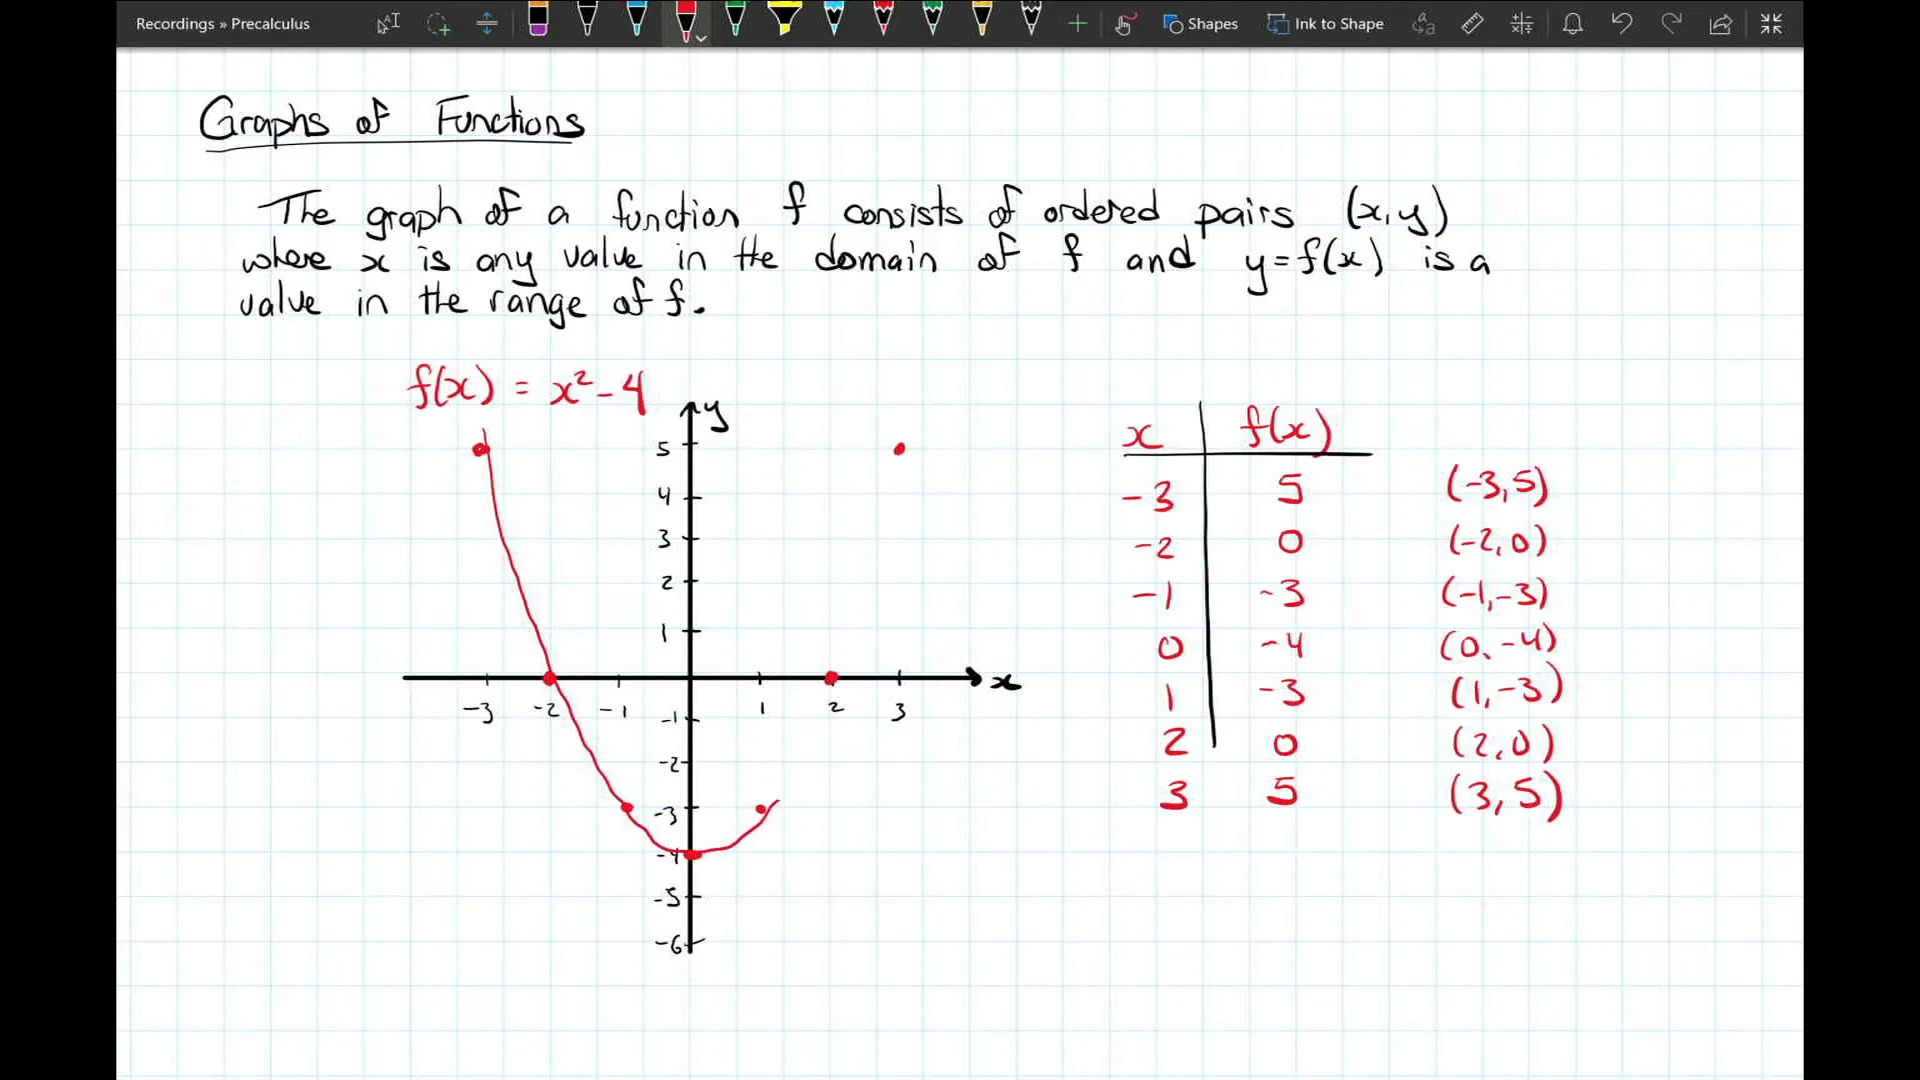 Recordings » Precalculus
Shapes
Ink to Shape
Graphs of Functions
The graph of a function f consists of ordered pairs (x,y)
where x is any value in the domain of f and y=f(x) is a
value in the range of f.
f(x) = x²-4
y
5
4
3
2
1
x
-3 -2 -1 1 2 3
-1
-2
-3
-4
-5
-6
x f(x)
-3 5 (-3,5)
-2 0 (-2,0)
-1 -3 (-1,-3)
0 -4 (0,-4)
1 -3 (1,-3)
2 0 (2,0)
3 5 (3,5)